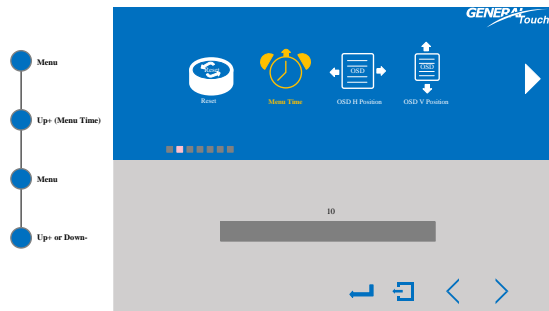 Menu
Up+ (Menu Time)
Menu
Up+ or Down-
GENERAL
Touch
Reset
OSD
OSD
Reset
Menu Time
OSD H Position
OSD V Position
10